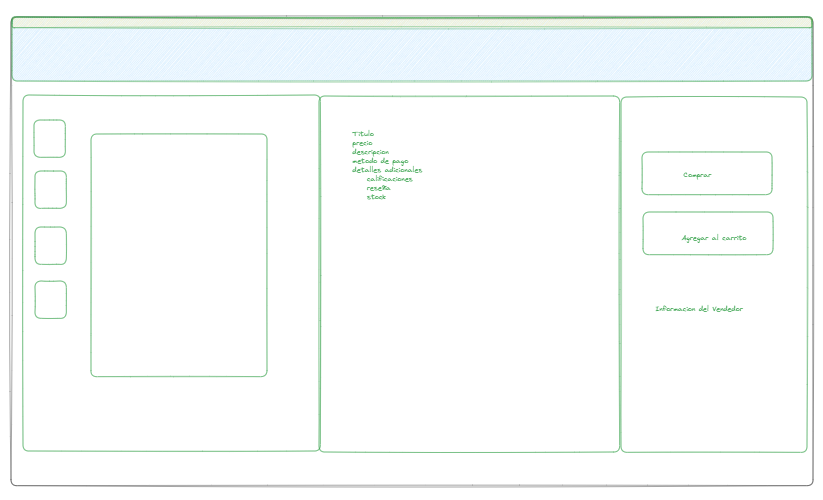 Titulo
precio
descripcion
metodo de pago
detalles adicionales
calificaciones
reseña
stock
Comprar
Agregar al carrito
Informacion del Vendedor